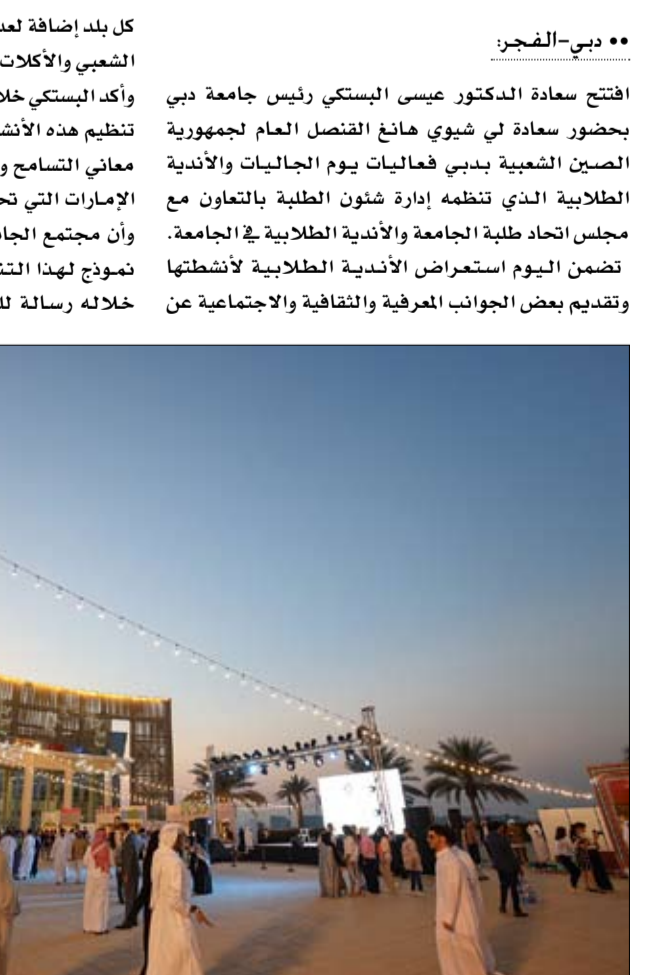 •• دبي-الفجر:
افتتح سعادة الدكتور عيسى البستكي رئيس جامعة دبي
بحضور سعادة لي شيوي هانغ القنصل العام لجمهورية
الصين الشعبية بدبي فعاليات يوم الجاليات والأندية
الطلابية الذي تنظمه إدارة شئون الطلبة بالتعاون مع
مجلس اتحاد طلبة الجامعة والأندية الطلابية في الجامعة.
تضمن اليوم استعراض الأندية الطلابية لأنشطتها
وتقديم بعض الجوانب المعرفية والثقافية والاجتماعية عن
كل بلد إضافة لعد
الشعبي والأكلات
وأكد البستكي خلا
تنظيم هذه الأنش
معاني التسامح و
الإمارات التي تح
وأن مجتمع الجا
نموذج لهذا التن
خلاله رسالة لل